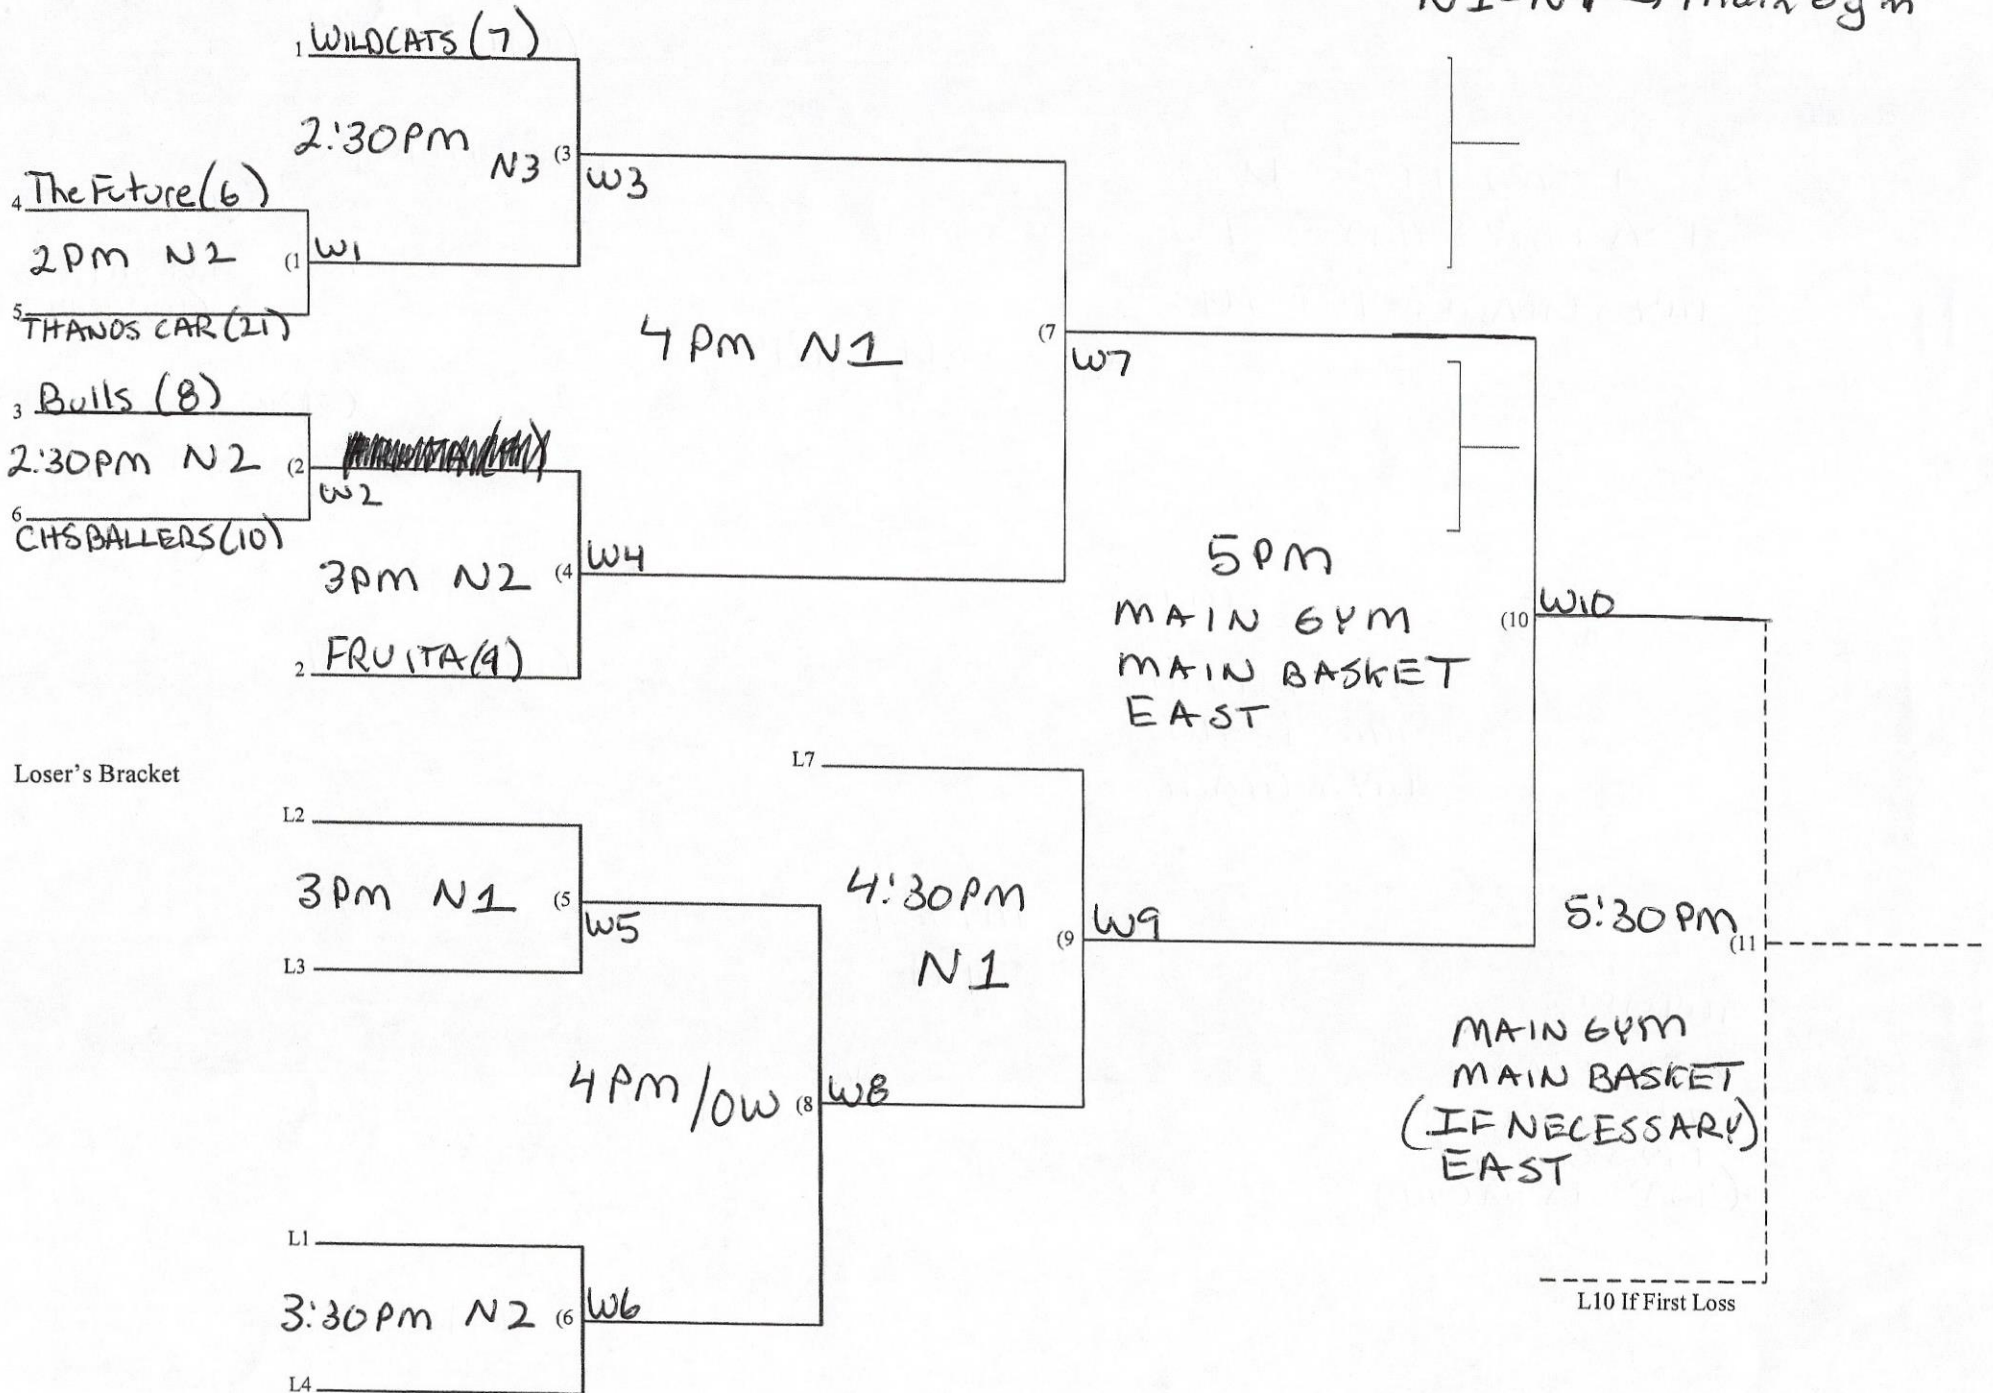 N1-N4 → Main Gym
1 WILDCATS (7)
2:30PM
N3 (3
W3
4 The Future (6)
2PM N2 (1
W1
5 THANOS CAR (21)
4PM N1 (7
W7
3 Bulls (8)
2:30PM N2 (2
W2
6 CHSBALLERS (10)
3PM N2 (4
W4
2 FRUITA (9)
5PM
MAIN GYM
MAIN BASKET
EAST
(10
W10
Loser's Bracket
L7
L2
3PM N1 (5
W5
L3
4:30PM
N1
(9
W9
5:30PM
(11
MAIN GYM
MAIN BASKET
(IF NECESSARY)
EAST
4PM/OW (8
W8
L1
3:30PM N2 (6
W6
L4
L10 If First Loss